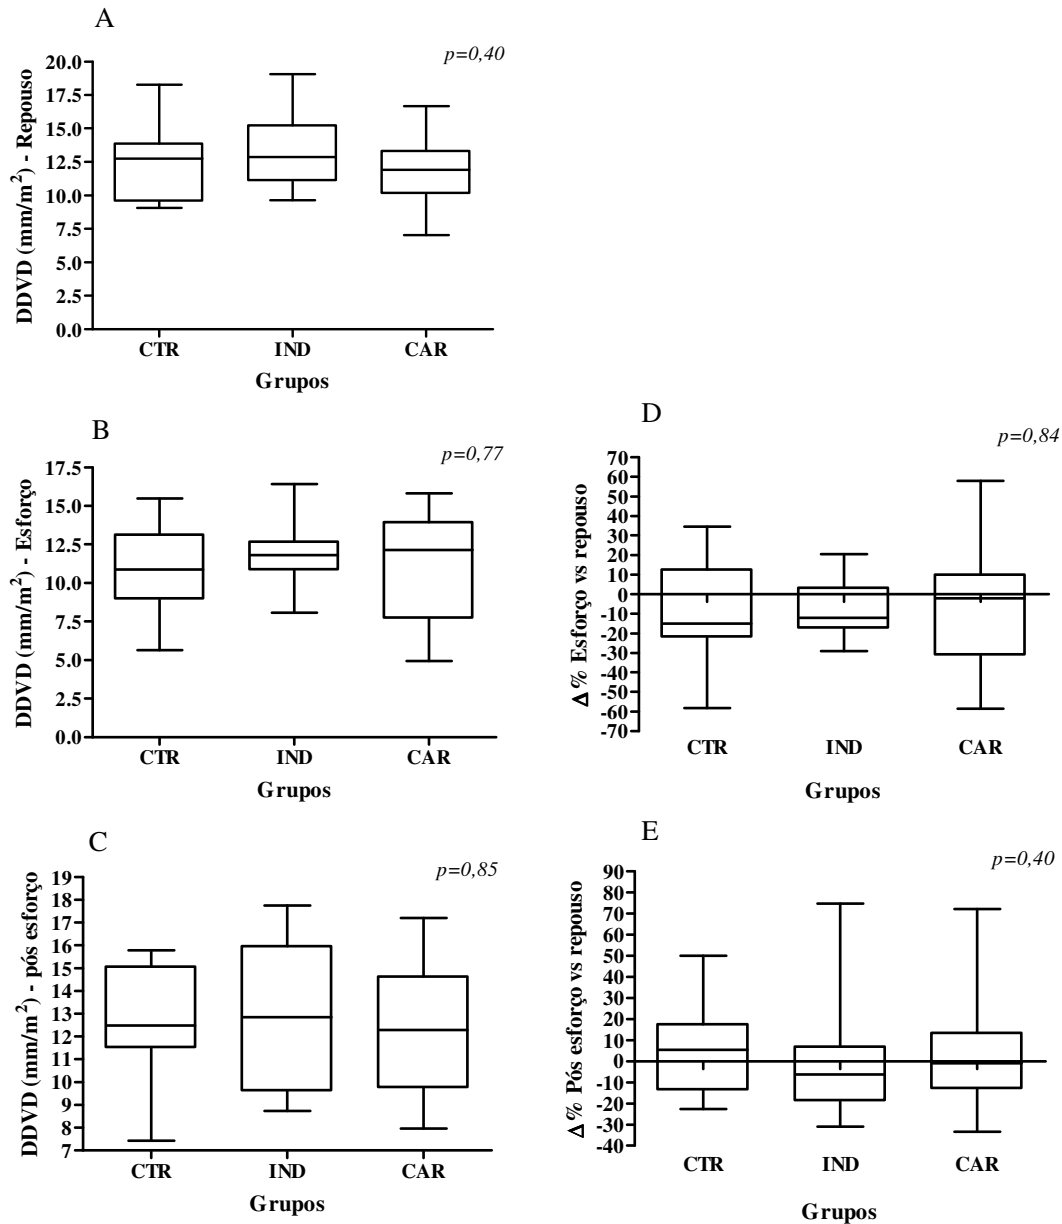 A
p=0,40
DDVD (mm/m²) - Repouso
20.0
17.5
15.0
12.5
10.0
7.5
5.0
2.5
0.0
CTR IND CAR
Grupos
B
p=0,77
DDVD (mm/m²) - Esforço
17.5
15.0
12.5
10.0
7.5
5.0
2.5
0.0
CTR IND CAR
Grupos
D
p=0,84
Δ% Esforço vs repouso
70
60
50
40
30
20
10
0
-10
-20
-30
-40
-50
-60
-70
CTR IND CAR
Grupos
C
p=0,85
DDVD (mm/m²) - pós esforço
19
18
17
16
15
14
13
12
11
10
9
8
7
CTR IND CAR
Grupos
E
p=0,40
Δ% Pós esforço vs repouso
90
80
70
60
50
40
30
20
10
0
-10
-20
-30
-40
CTR IND CAR
Grupos